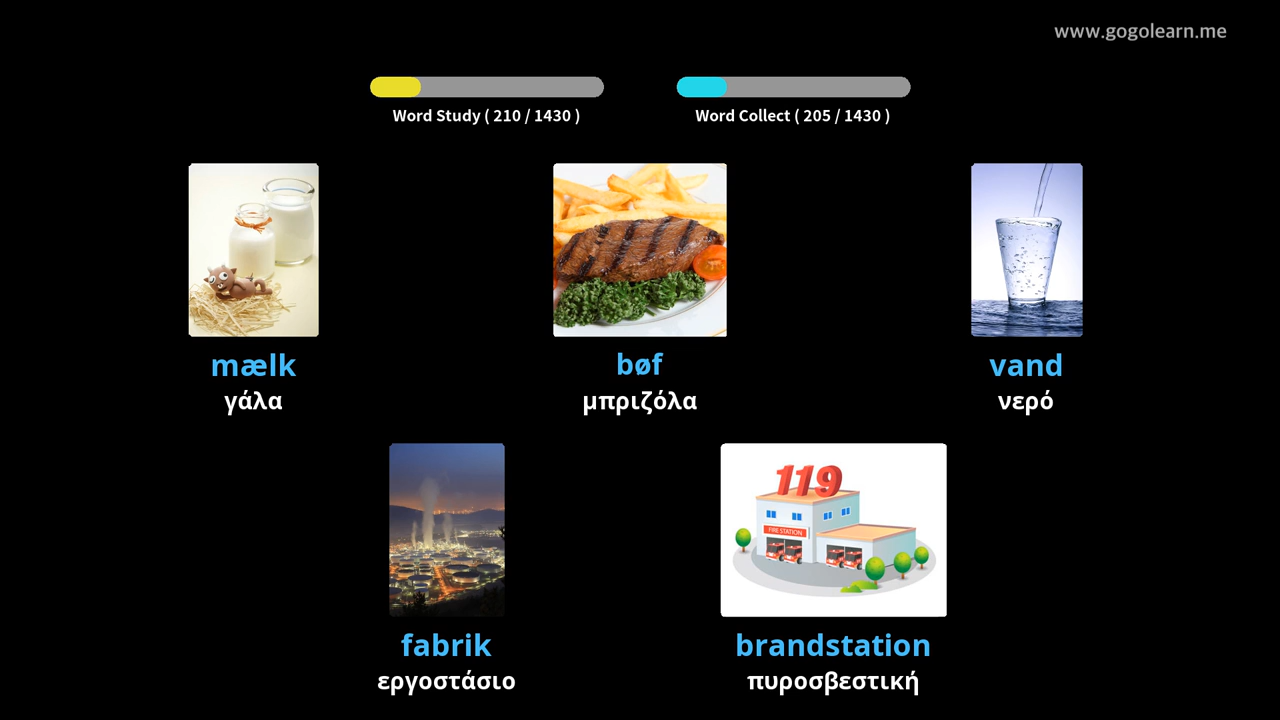 www.gogolearn.me
Word Study ( 210 / 1430 )
Word Collect ( 205 / 1430 )
mælk
γάλα
bøf
μπριζόλα
vand
νερό
119
FIRE STATION
fabrik
εργοστάσιο
brandstation
πυροσβεστική